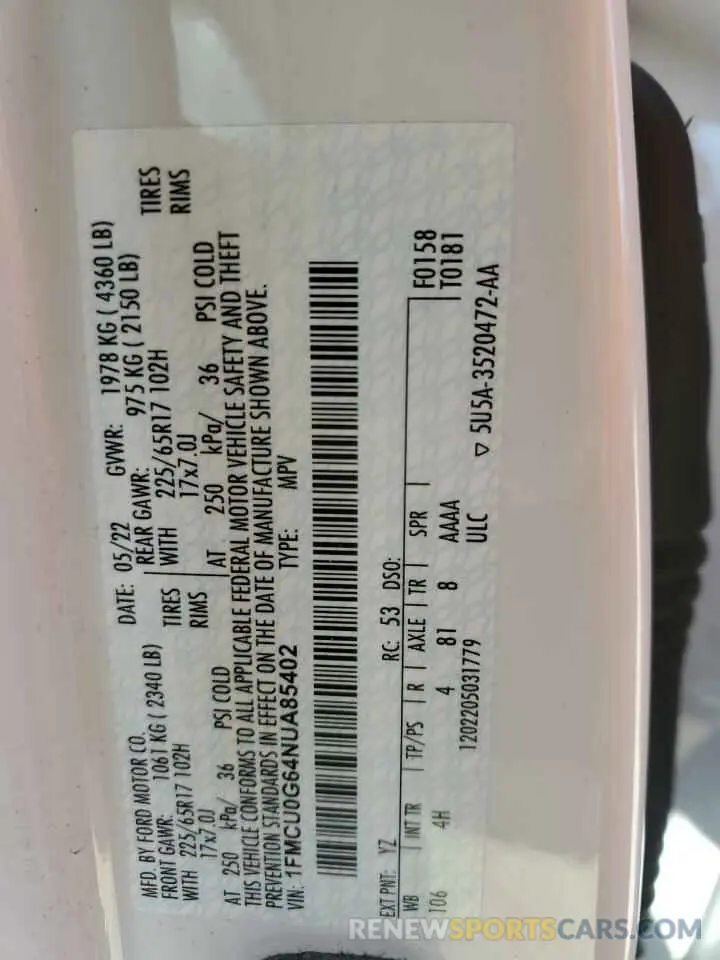 MFD. BY FORD MOTOR CO.
DATE: 05/22
GVWR: 1978 KG ( 4360 LB)
FRONT GAWR: 1061 KG ( 2340 LB)
REAR GAWR: 975 KG ( 2150 LB)
WITH 225/65R17 102H TIRES
WITH 225/65R17 102H TIRES
17x7.0J RIMS
17x7.0J RIMS
AT 250 kPa/ 36 PSI COLD
AT 250 kPa/ 36 PSI COLD
THIS VEHICLE CONFORMS TO ALL APPLICABLE FEDERAL MOTOR VEHICLE SAFETY AND THEFT
PREVENTION STANDARDS IN EFFECT ON THE DATE OF MANUFACTURE SHOWN ABOVE.
VIN: 1FMCU0G64NUA85402
TYPE: MPV
EXT PNT: YZ RC: 53 DSO:
WB INT TR TP/PS R AXLE TR SPR
F0158
106 4H 4 81 8 AAAA
T0181
1202205031779 ULC
▽ 5U5A-3520472-AA
RENEWSPORTSCARS.COM